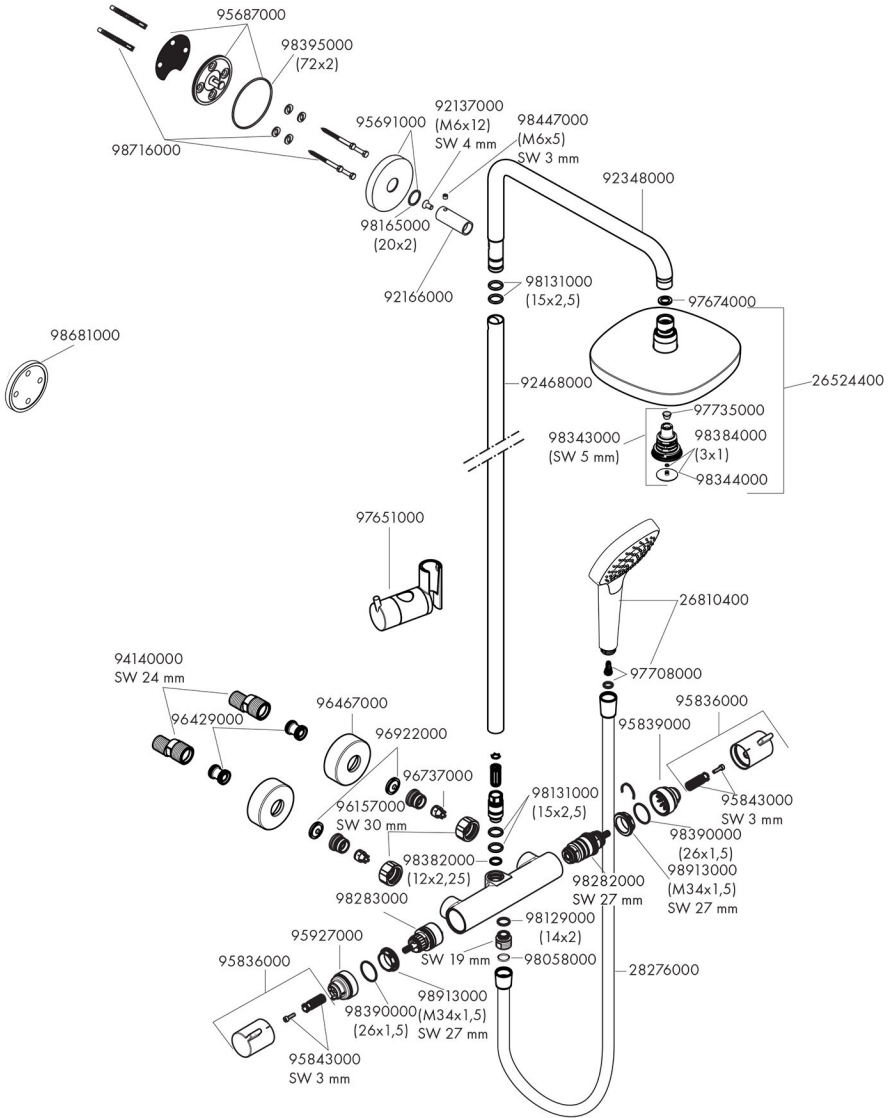 95687000
98395000
(72x2)
92137000
(M6x12)
SW 4 mm
95691000
98447000
(M6x5)
SW 3 mm
98716000
92348000
98165000
(20x2)
92166000
98131000
(15x2,5)
97674000
98681000
92468000
26524400
97735000
98343000
(SW 5 mm)
98384000
(3x1)
98344000
97651000
26810400
94140000
SW 24 mm
97708000
96467000
95836000
96429000
95839000
96922000
96737000
98131000
(15x2,5)
95843000
SW 3 mm
96157000
SW 30 mm
98390000
(26x1,5)
98382000
(12x2,25)
98913000
(M34x1,5)
SW 27 mm
98282000
SW 27 mm
98283000
98129000
(14x2)
95927000
SW 19 mm
98058000
95836000
28276000
98913000
(M34x1,5)
SW 27 mm
98390000
(26x1,5)
95843000
SW 3 mm